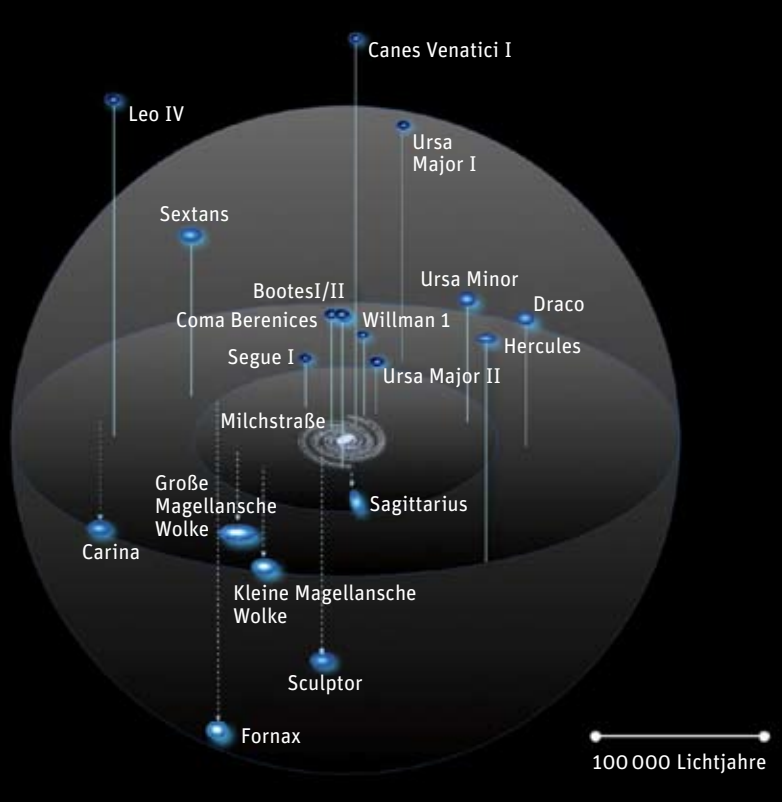 Canes Venatici I
Leo IV
Ursa
Major I
Sextans
Ursa Minor
BootesI/II
Draco
Coma Berenices
Willman 1
Hercules
Segue I
Ursa Major II
Milchstraße
Große
Magellansche
Wolke
Sagittarius
Carina
Kleine Magellansche
Wolke
Sculptor
Fornax
100 000 Lichtjahre